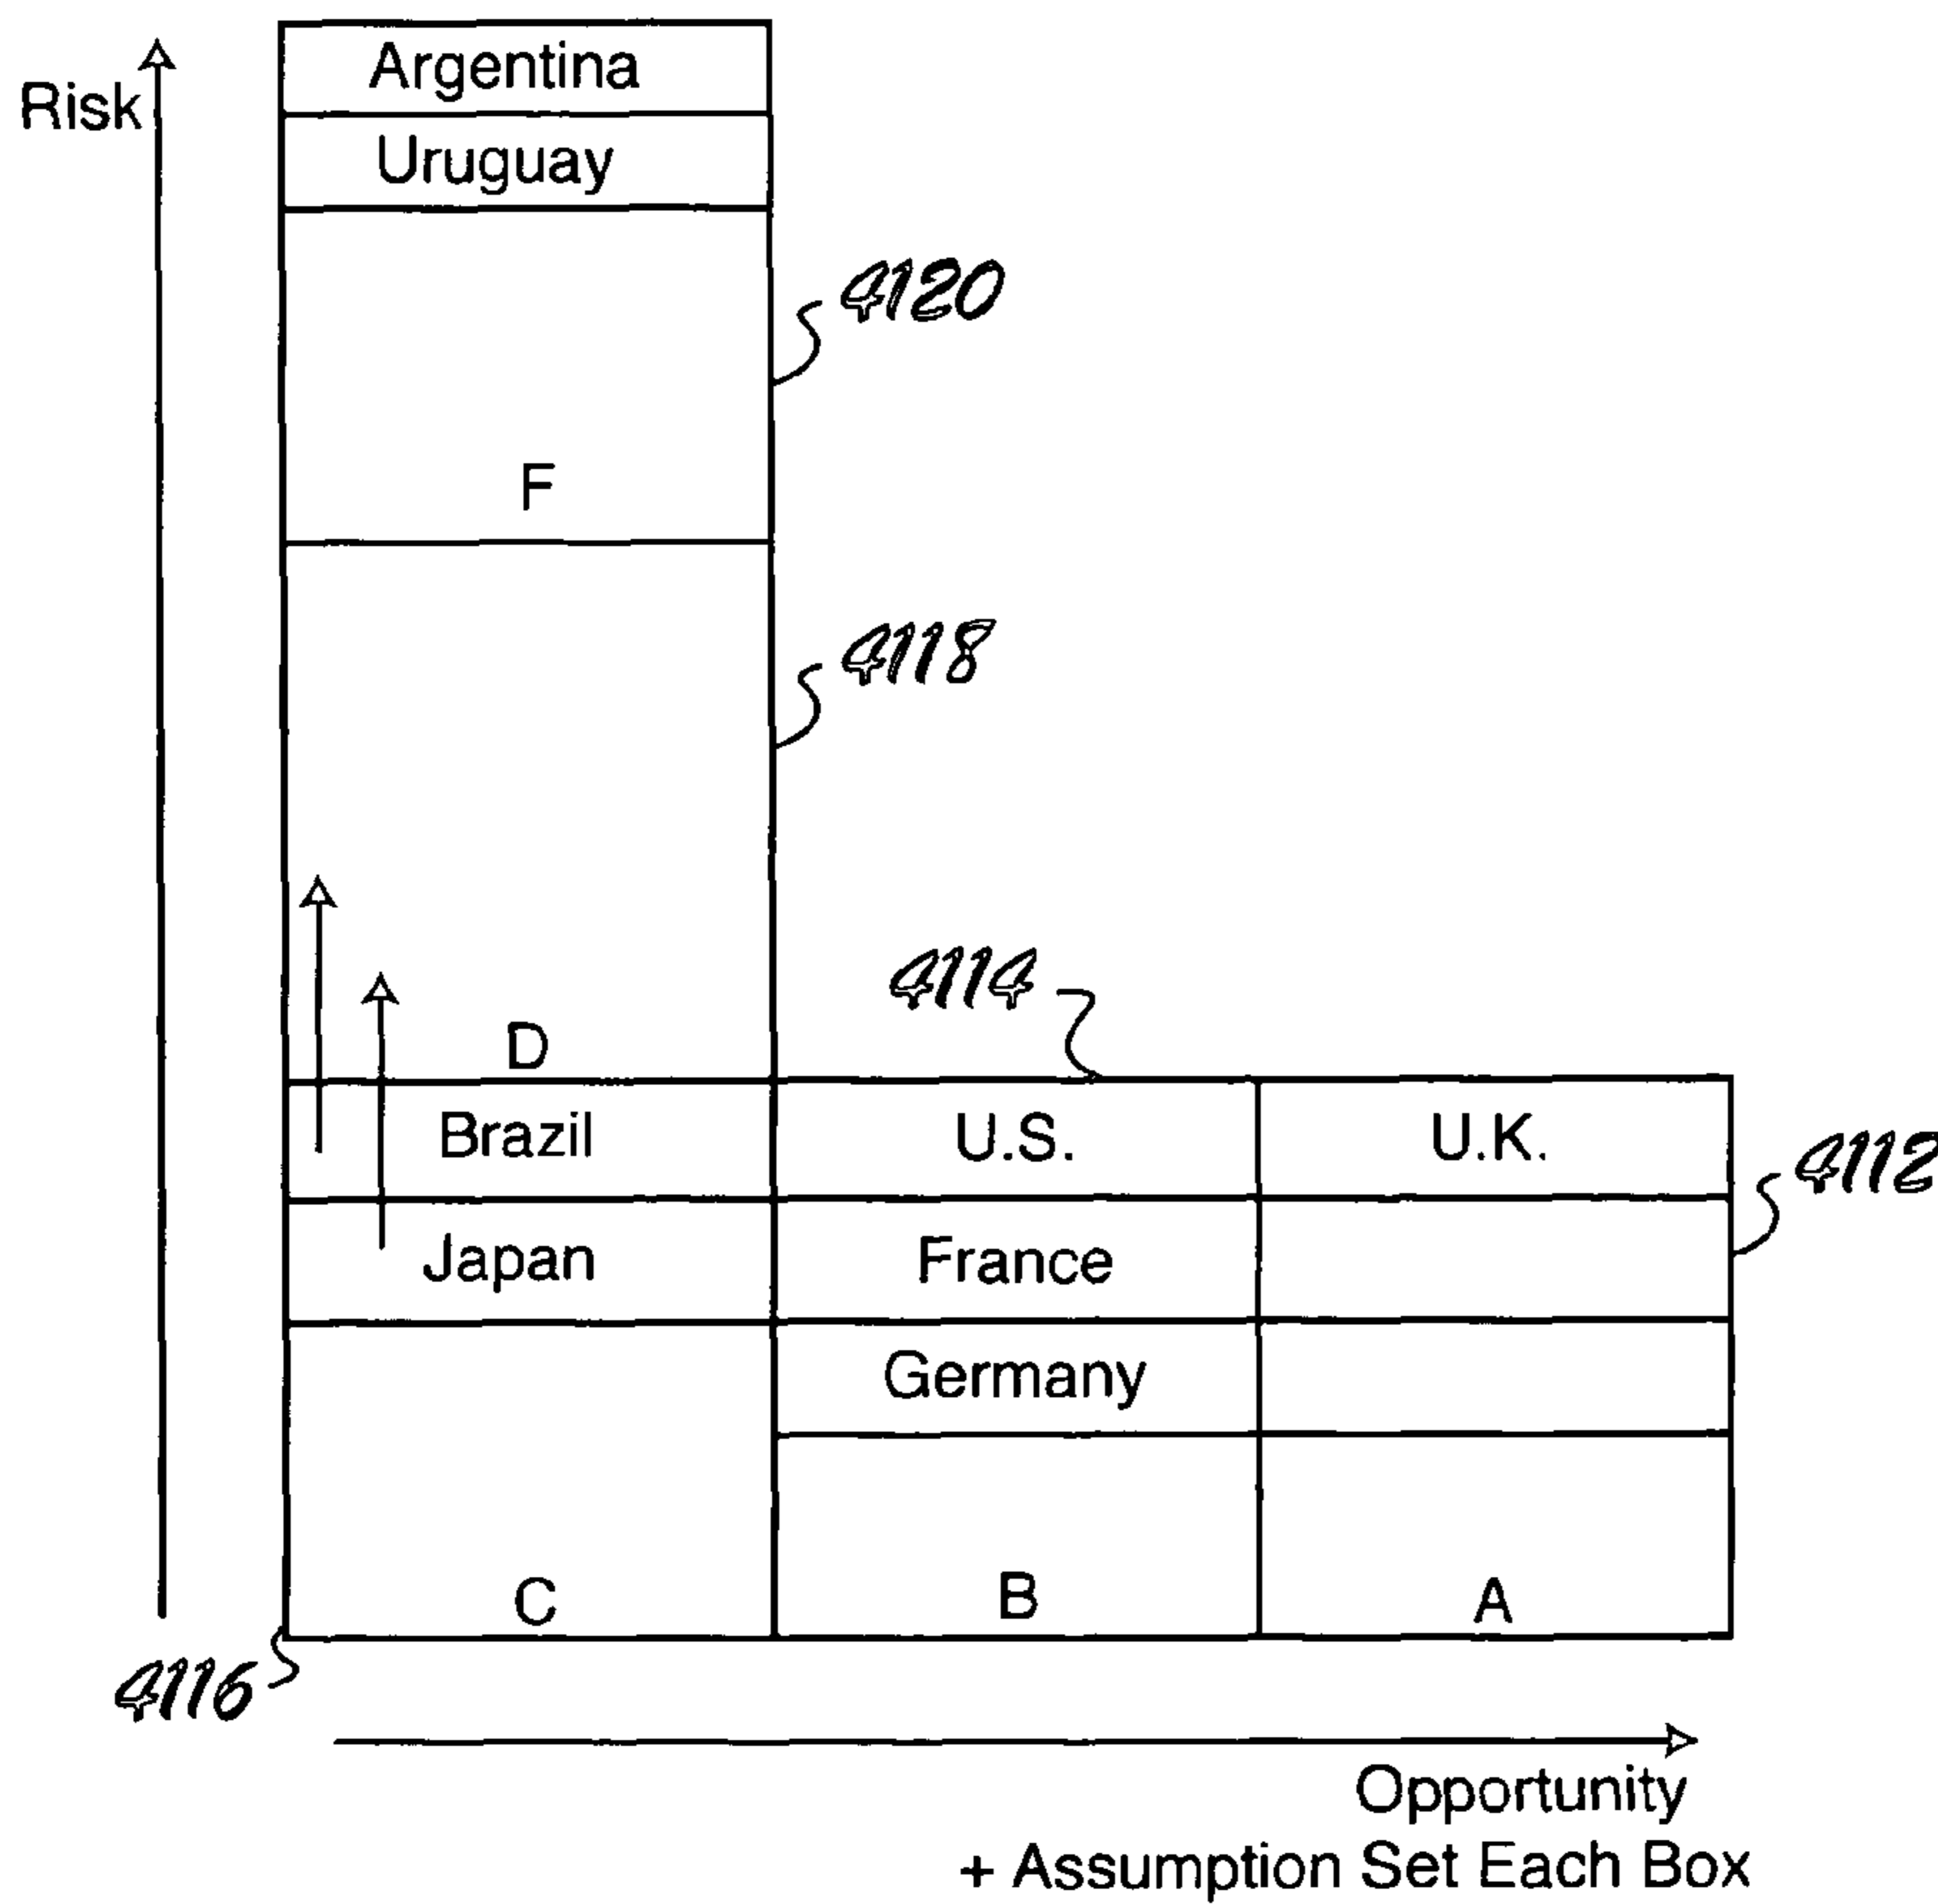 Argentina
Risk
Uruguay
4120
F
4118
4114
D
Brazil
U.S.
U.K.
4112
Japan
France
Germany
C
B
A
4116
Opportunity
+ Assumption Set Each Box